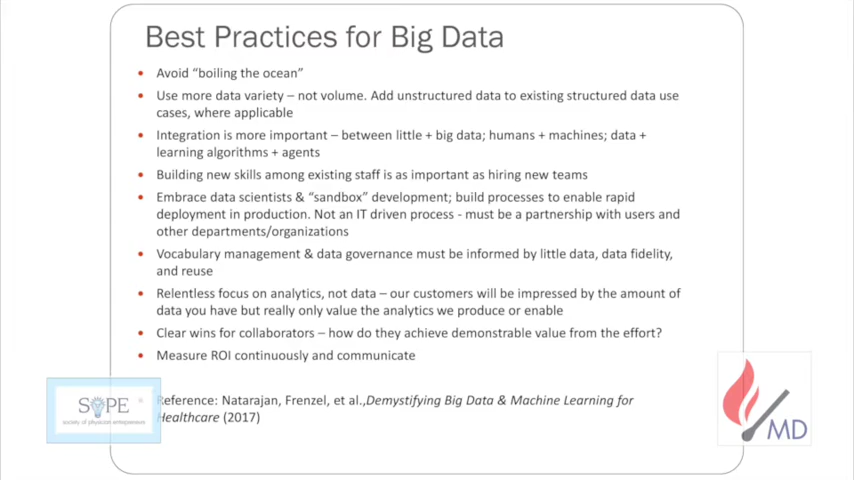 Best Practices for Big Data
Avoid “boiling the ocean”
Use more data variety – not volume. Add unstructured data to existing structured data use
cases, where applicable
Integration is more important – between little + big data; humans + machines; data +
learning algorithms + agents
Building new skills among existing staff is as important as hiring new teams
Embrace data scientists & “sandbox” development; build processes to enable rapid
deployment in production. Not an IT driven process - must be a partnership with users and
other departments/organizations
Vocabulary management & data governance must be informed by little data, data fidelity,
and reuse
Relentless focus on analytics, not data – our customers will be impressed by the amount of
data you have but really only value the analytics we produce or enable
Clear wins for collaborators – how do they achieve demonstrable value from the effort?
Measure ROI continuously and communicate
Reference: Natarajan, Frenzel, et al.,Demystifying Big Data & Machine Learning for
Healthcare (2017)
SOPE
society of physician entrepreneurs
MD